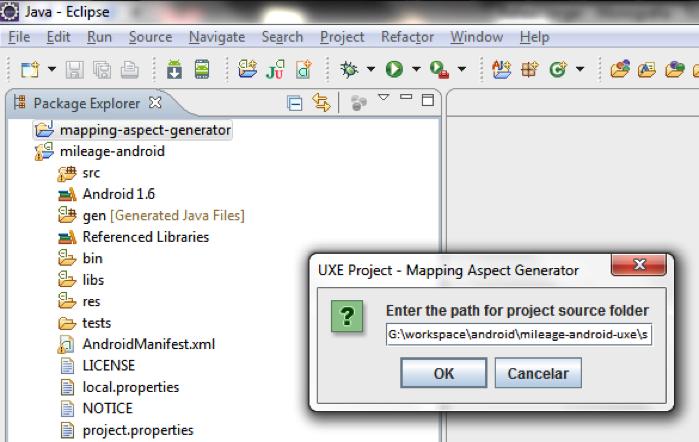 Java - Eclipse
File Edit Run Source Navigate Search Project Refactor Window Help
Package Explorer
mapping-aspect-generator
mileage-android
src
Android 1.6
gen [Generated Java Files]
Referenced Libraries
bin
libs
res
tests
AndroidManifest.xml
LICENSE
local.properties
NOTICE
project.properties
UXE Project - Mapping Aspect Generator
Enter the path for project source folder
G:\workspace\android\mileage-android-uxe\s
OK Cancelar